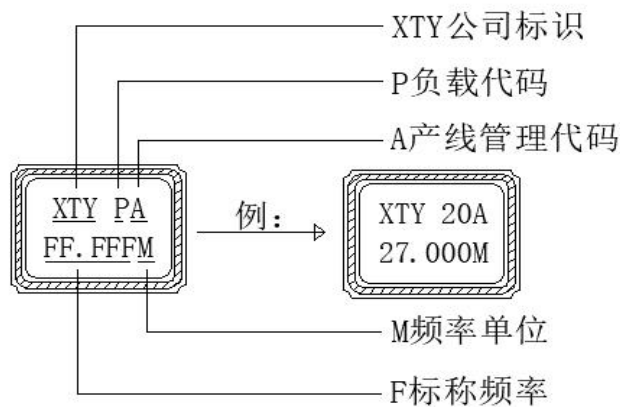 XTY公司标识
P负载代码
A产线管理代码
XTY PA
FF.FFFM
例：
XTY 20A
27.000M
M频率单位
F标称频率